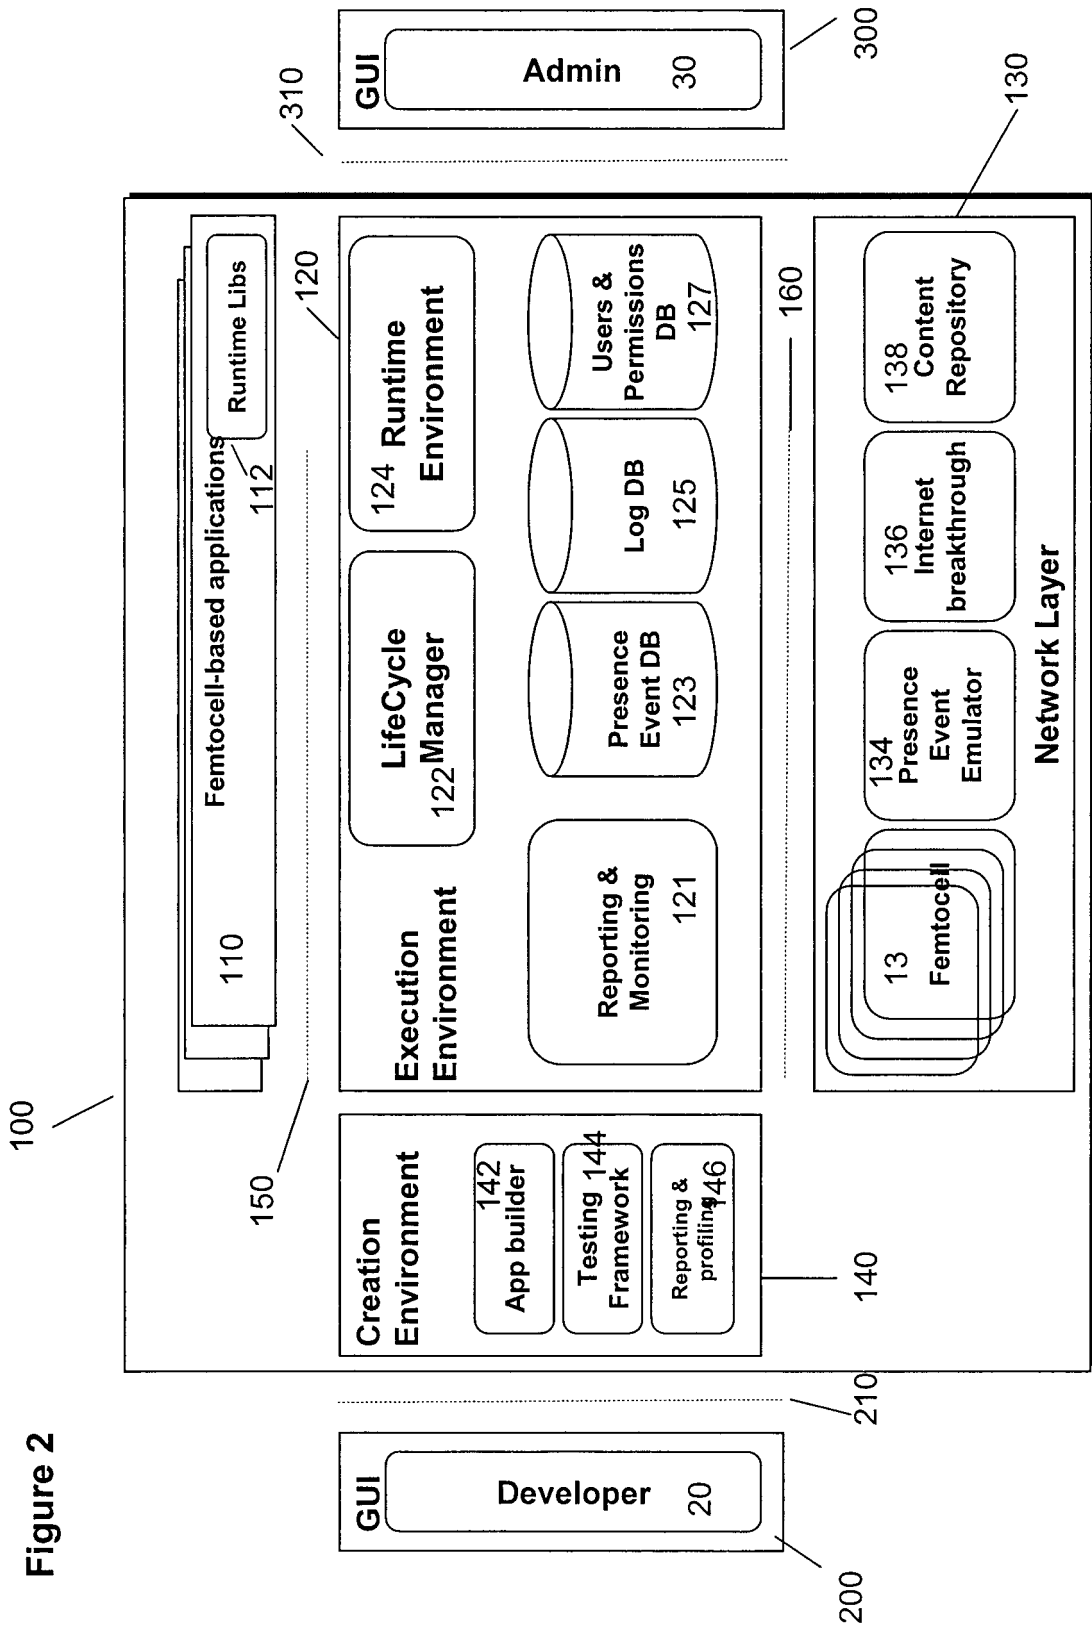 Figure 2
100
110
Femtocell-based applications
Runtime Libs
112
150
310
GUI
Developer
20
200
210
Creation
Environment
142
App builder
Testing 144
Framework
Reporting &
profiling
146
140
Execution
Environment
120
LifeCycle
Manager
122
124
Runtime
Environment
Reporting &
Monitoring
121
Presence
Event DB
123
Log DB
125
Users &
Permissions
DB
127
160
13
Femtocell
134
Presence
Event
Emulator
136
Internet
breakthrough
138
Content
Repository
Network Layer
130
GUI
Admin
30
300